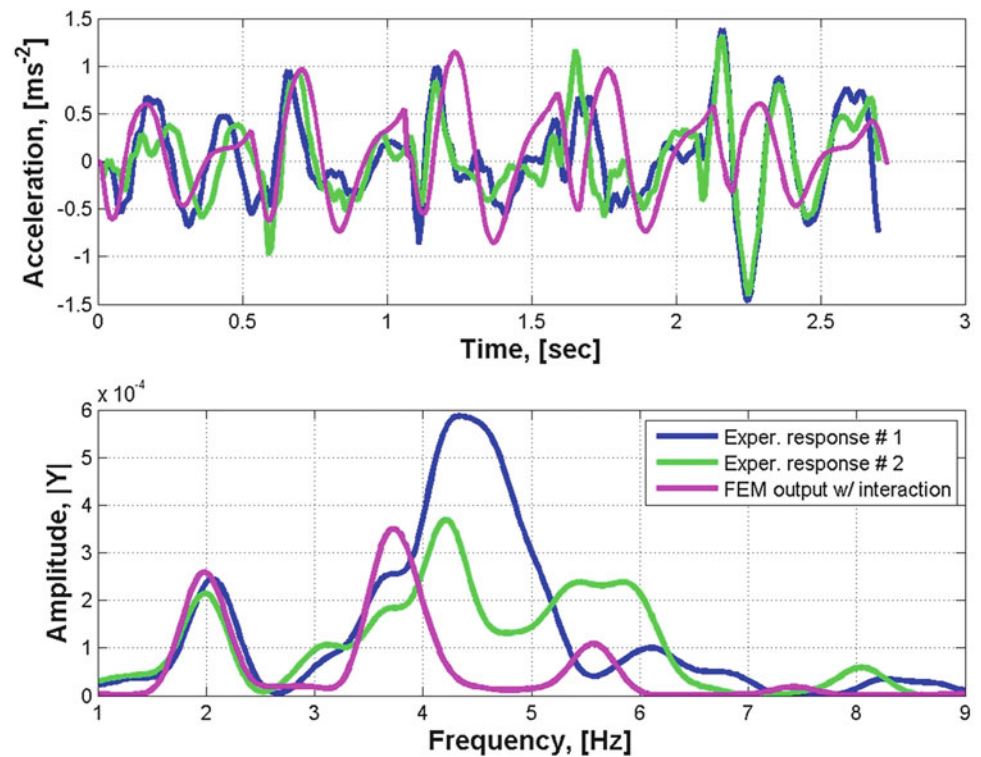 1.5
1
0.5
0
-0.5
-1
-1.5
Acceleration, [ms-2]
0 0.5 1 1.5 2 2.5 3
Time, [sec]
x 10-4
6
5
4
3
2
1
0
Amplitude, |Y|
Exper. response # 1
Exper. response # 2
FEM output w/ interaction
1 2 3 4 5 6 7 8 9
Frequency, [Hz]